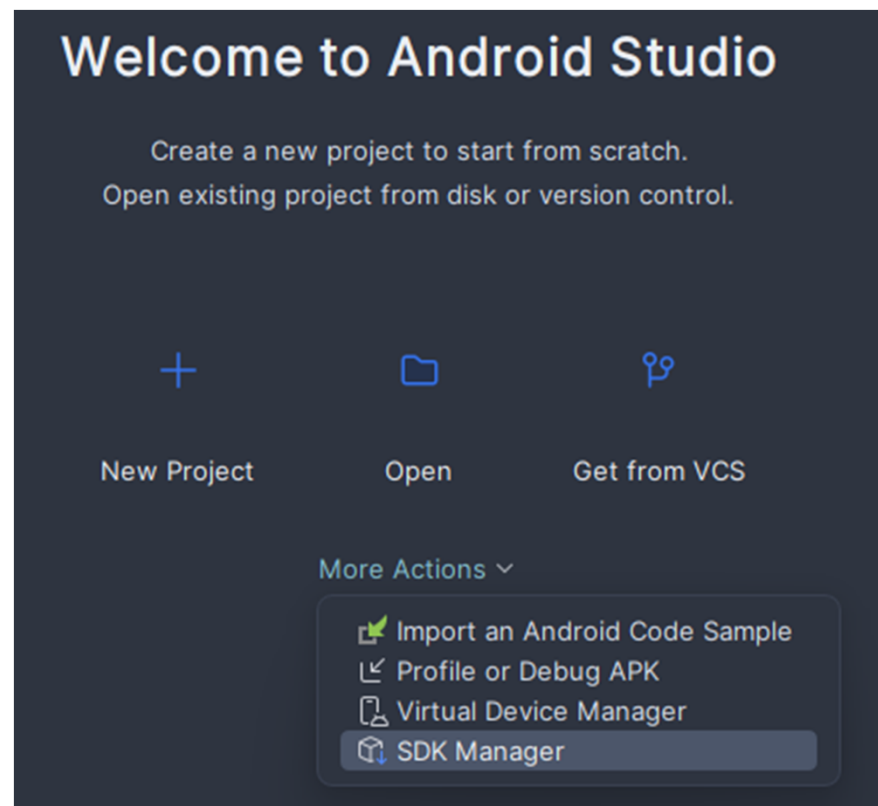 Welcome to Android Studio
Create a new project to start from scratch.
Open existing project from disk or version control.
New Project
Open
Get from VCS
More Actions
Import an Android Code Sample
Profile or Debug APK
Virtual Device Manager
SDK Manager